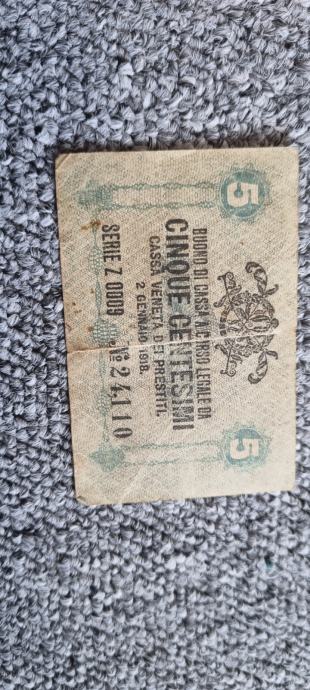 5 5
BUONO DI CASSA A CORSO LEGALE DA
CINQUE CENTESIMI
CASSA VENETA DEI PRESTITI.
2 GENNAIO 1918.
SERIE Z 0009 No 24110